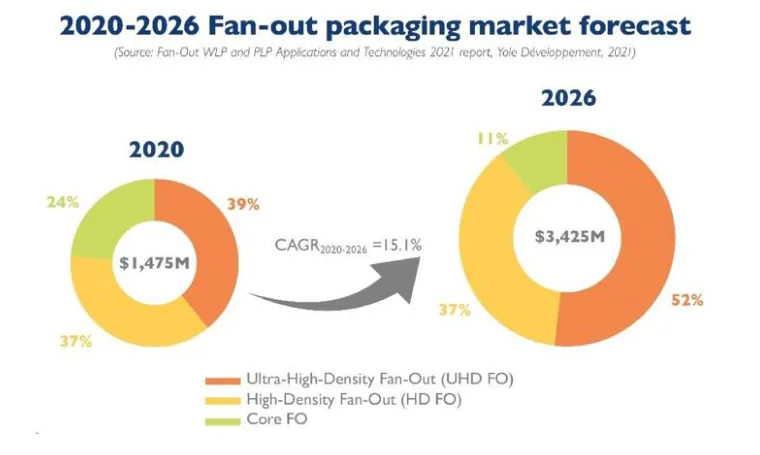 2020-2026 Fan-out packaging market forecast
(Source: Fan-Out WLP and PLP Applications and Technologies 2021 report, Yole Développement, 2021)
2020
24%
39%
$1,475M
37%
CAGR2020-2026 =15.1%
2026
11%
$3,425M
37%
52%
Ultra-High-Density Fan-Out (UHD FO)
High-Density Fan-Out (HD FO)
Core FO